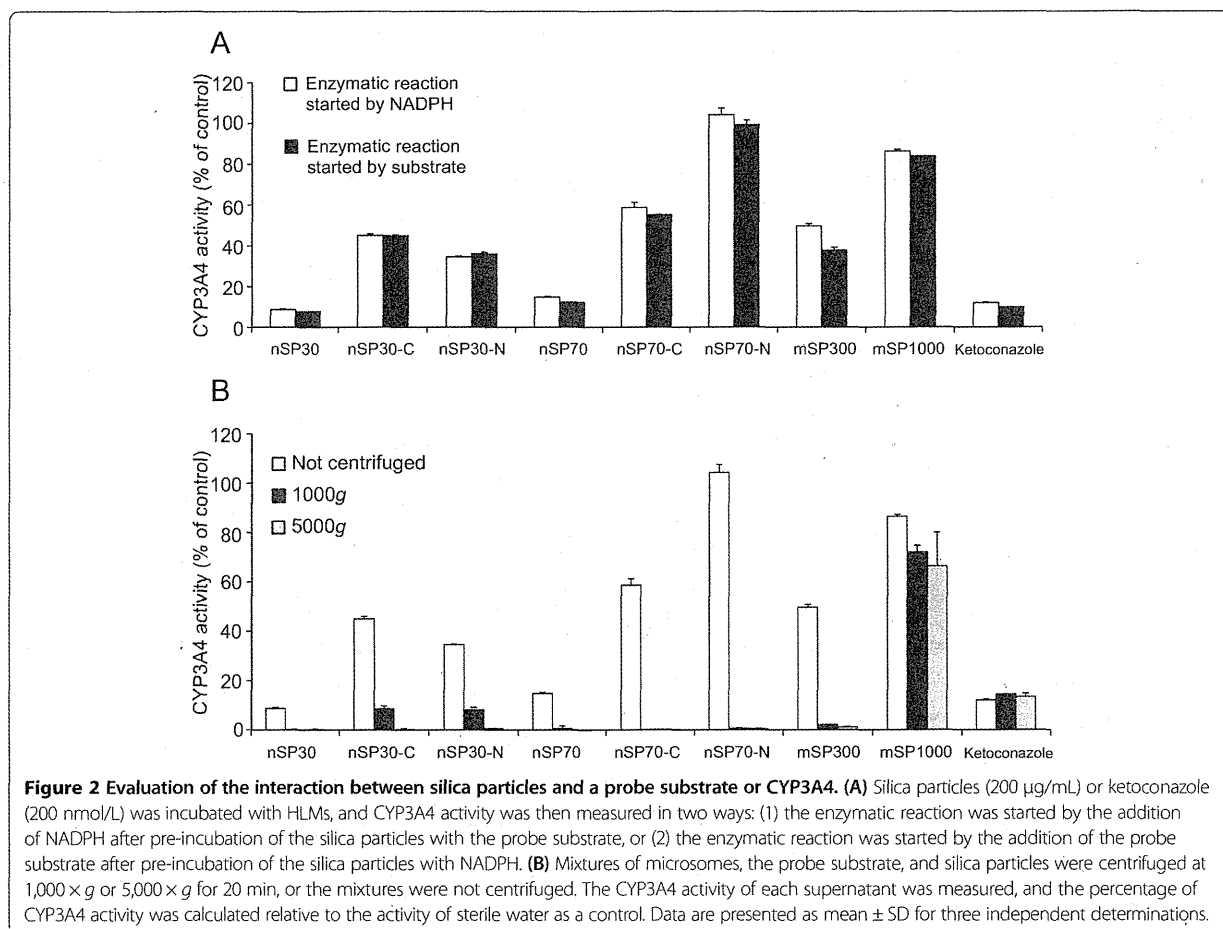 A
120
100
80
60
40
20
0
CYP3A4 activity (% of control)
Enzymatic reaction
started by NADPH
Enzymatic reaction
started by substrate
nSP30 nSP30-C nSP30-N nSP70 nSP70-C nSP70-N mSP300 mSP1000 Ketoconazole
B
120
100
80
60
40
20
0
CYP3A4 activity (% of control)
Not centrifuged
1000g
5000g
nSP30 nSP30-C nSP30-N nSP70 nSP70-C nSP70-N mSP300 mSP1000 Ketoconazole
Figure 2 Evaluation of the interaction between silica particles and a probe substrate or CYP3A4. (A) Silica particles (200 µg/mL) or ketoconazole
(200 nmol/L) was incubated with HLMs, and CYP3A4 activity was then measured in two ways: (1) the enzymatic reaction was started by the addition
of NADPH after pre-incubation of the silica particles with the probe substrate, or (2) the enzymatic reaction was started by the addition of the probe
substrate after pre-incubation of the silica particles with NADPH. (B) Mixtures of microsomes, the probe substrate, and silica particles were centrifuged at
1,000 × g or 5,000 × g for 20 min, or the mixtures were not centrifuged. The CYP3A4 activity of each supernatant was measured, and the percentage of
CYP3A4 activity was calculated relative to the activity of sterile water as a control. Data are presented as mean ± SD for three independent determinations.